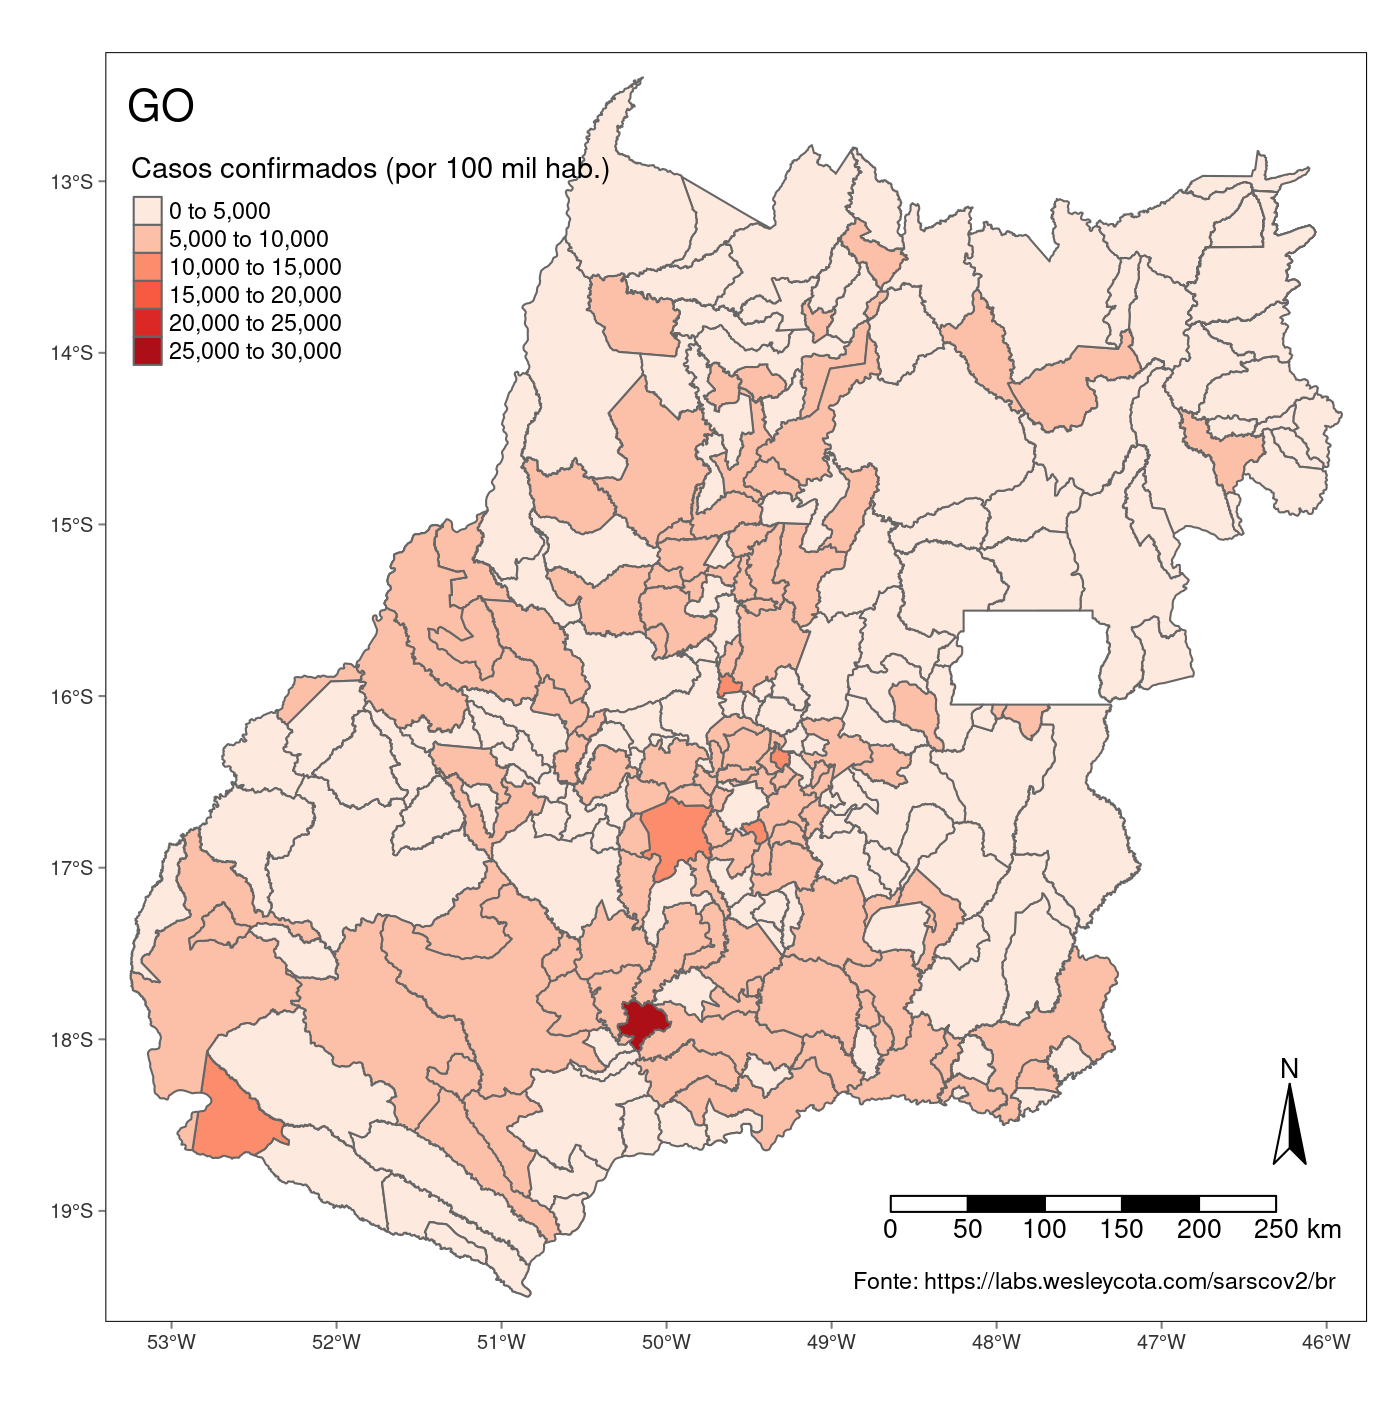 GO
Casos confirmados (por 100 mil hab.)
0 to 5,000
5,000 to 10,000
10,000 to 15,000
15,000 to 20,000
20,000 to 25,000
25,000 to 30,000
13°S
14°S
15°S
16°S
17°S
18°S
19°S
N
0 50 100 150 200 250 km
Fonte: https://labs.wesleycota.com/sarscov2/br
53°W 52°W 51°W 50°W 49°W 48°W 47°W 46°W